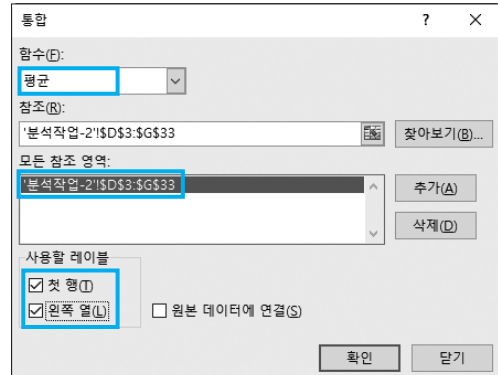 통합 ? ×
함수(F):
평균
참조(R):
'분석작업-2'!$D$3:$G$33 찾아보기(B)...
모든 참조 영역:
'분석작업-2'!$D$3:$G$33 추가(A)
삭제(D)
사용할 레이블
첫 행(T)
왼쪽 열(L) 원본 데이터에 연결(S)
확인 닫기